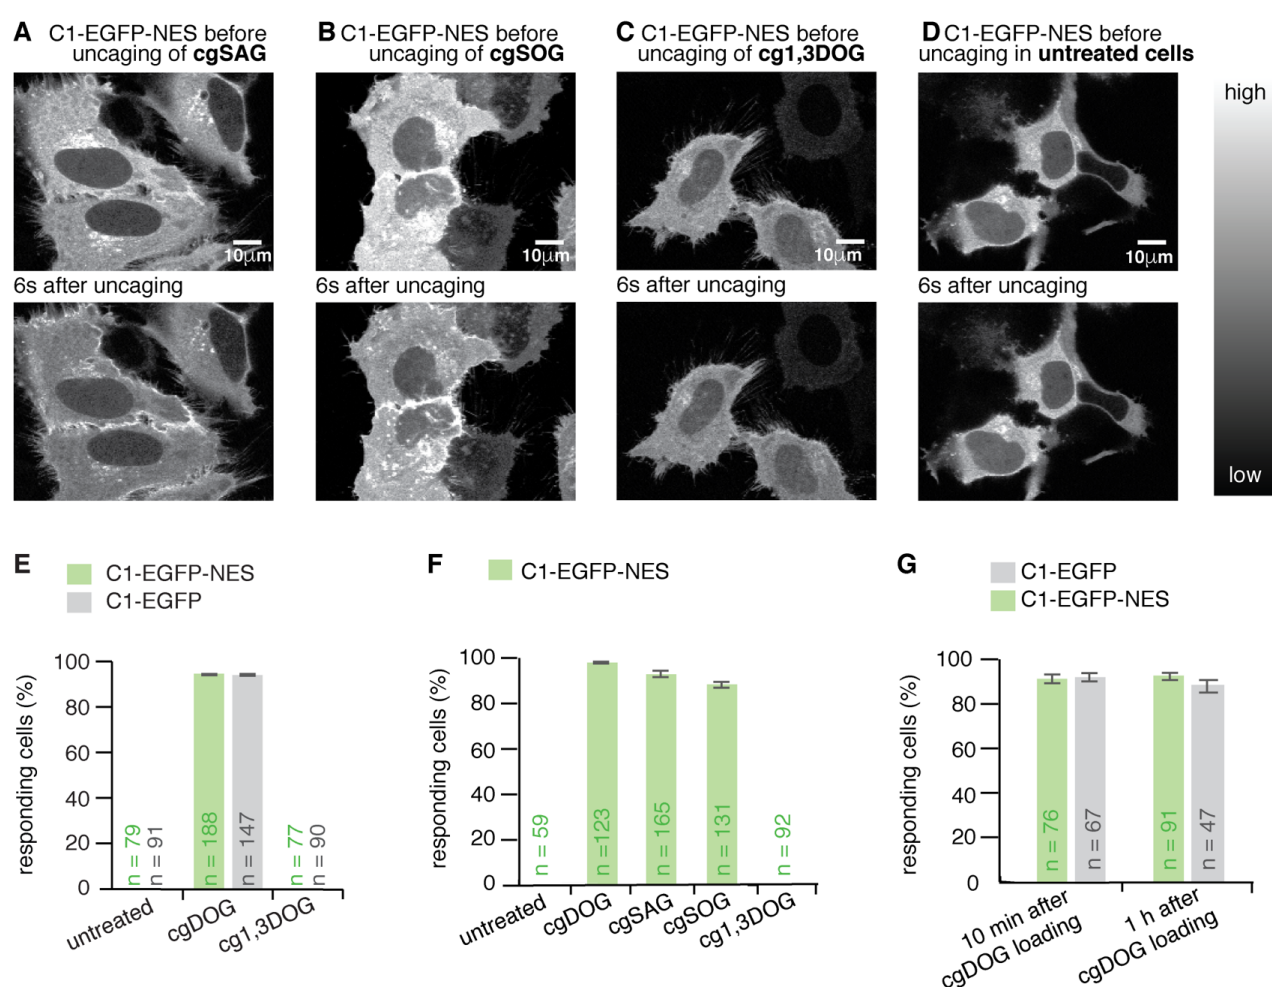 A C1-EGFP-NES before
uncaging of cgSAG
B C1-EGFP-NES before
uncaging of cgSOG
C C1-EGFP-NES before
uncaging of cg1,3DOG
D C1-EGFP-NES before
uncaging in untreated cells
high
low
10µm
10µm
10µm
10µm
6s after uncaging
6s after uncaging
6s after uncaging
6s after uncaging
E
C1-EGFP-NES
C1-EGFP
responding cells (%)
100
80
60
40
20
0
n = 79
n = 91
n = 188
n = 147
n = 77
n = 90
untreated
cgDOG
cg1,3DOG
F
C1-EGFP-NES
responding cells (%)
100
80
60
40
20
0
n = 59
n =123
n = 165
n = 131
n = 92
untreated
cgDOG
cgSAG
cgSOG
cg1,3DOG
G
C1-EGFP
C1-EGFP-NES
responding cells (%)
100
80
60
40
20
0
n = 76
n = 67
n = 91
n = 47
10 min after
cgDOG loading
1 h after
cgDOG loading